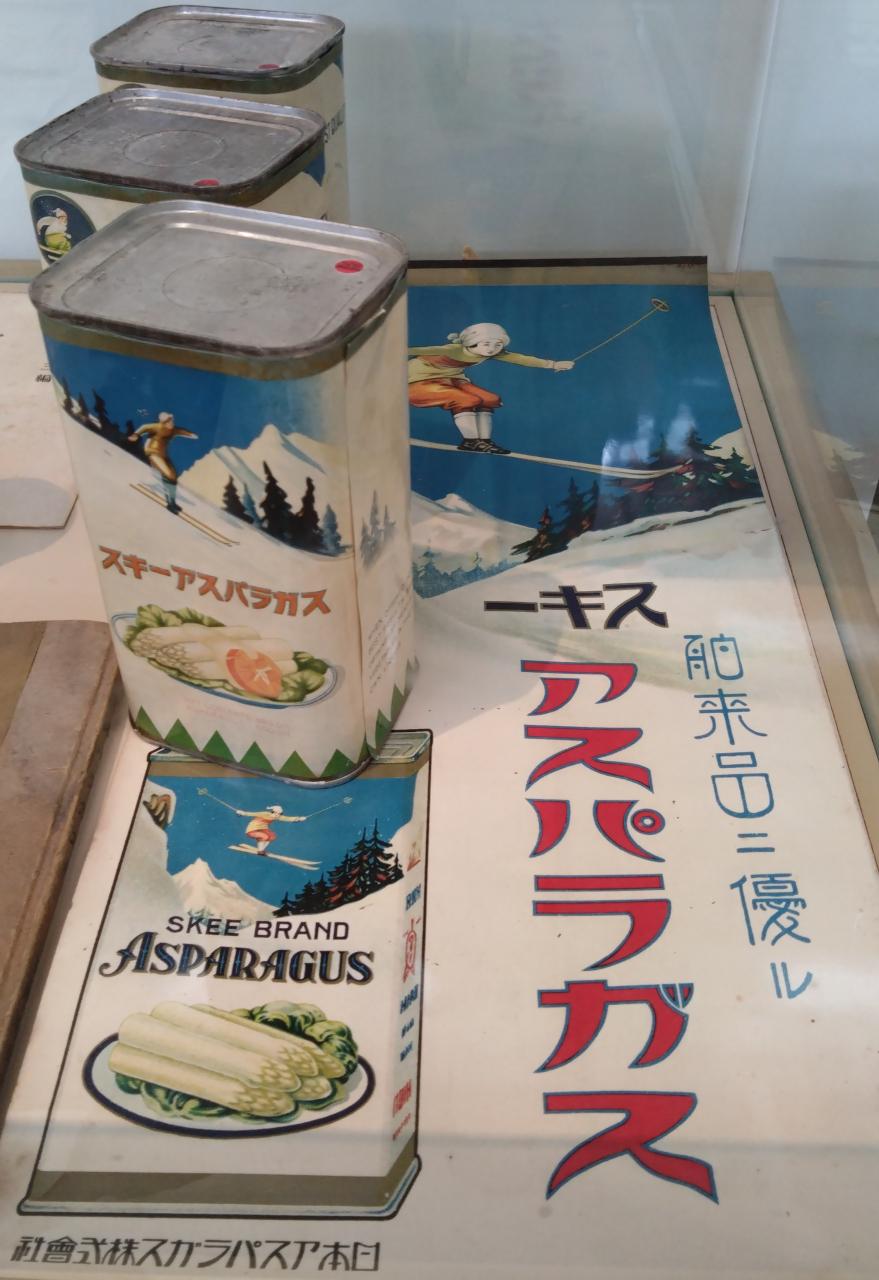 スキーアスパラガス
舶来品ニ優ル
スキー
アスパラガス
SKEE BRAND
ASPARAGUS
日本アスパラガス株式會社